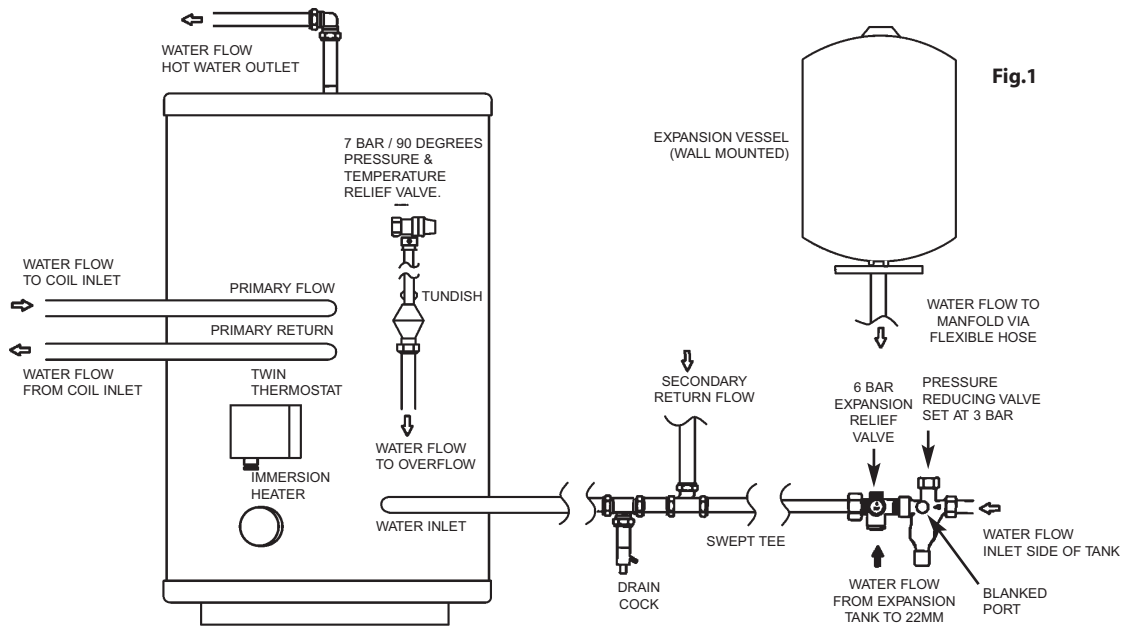 WATER FLOW
HOT WATER OUTLET
Fig.1
EXPANSION VESSEL
(WALL MOUNTED)
7 BAR / 90 DEGREES
PRESSURE &
TEMPERATURE
RELIEF VALVE.
WATER FLOW
TO COIL INLET
PRIMARY FLOW
TUNDISH
PRIMARY RETURN
WATER FLOW
FROM COIL INLET
TWIN
THERMOSTAT
WATER FLOW TO
MANFOLD VIA
FLEXIBLE HOSE
SECONDARY
RETURN FLOW
6 BAR
EXPANSION
RELIEF
VALVE
PRESSURE
REDUCING VALVE
SET AT 3 BAR
WATER FLOW
TO OVERFLOW
IMMERSION
HEATER
WATER INLET
SWEPT TEE
WATER FLOW
INLET SIDE OF TANK
DRAIN
COCK
WATER FLOW
FROM EXPANSION
TANK TO 22MM
BLANKED
PORT